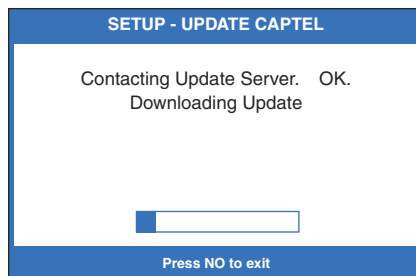 SETUP - UPDATE CAPTEL
Contacting Update Server. OK.
Downloading Update
Press NO to exit